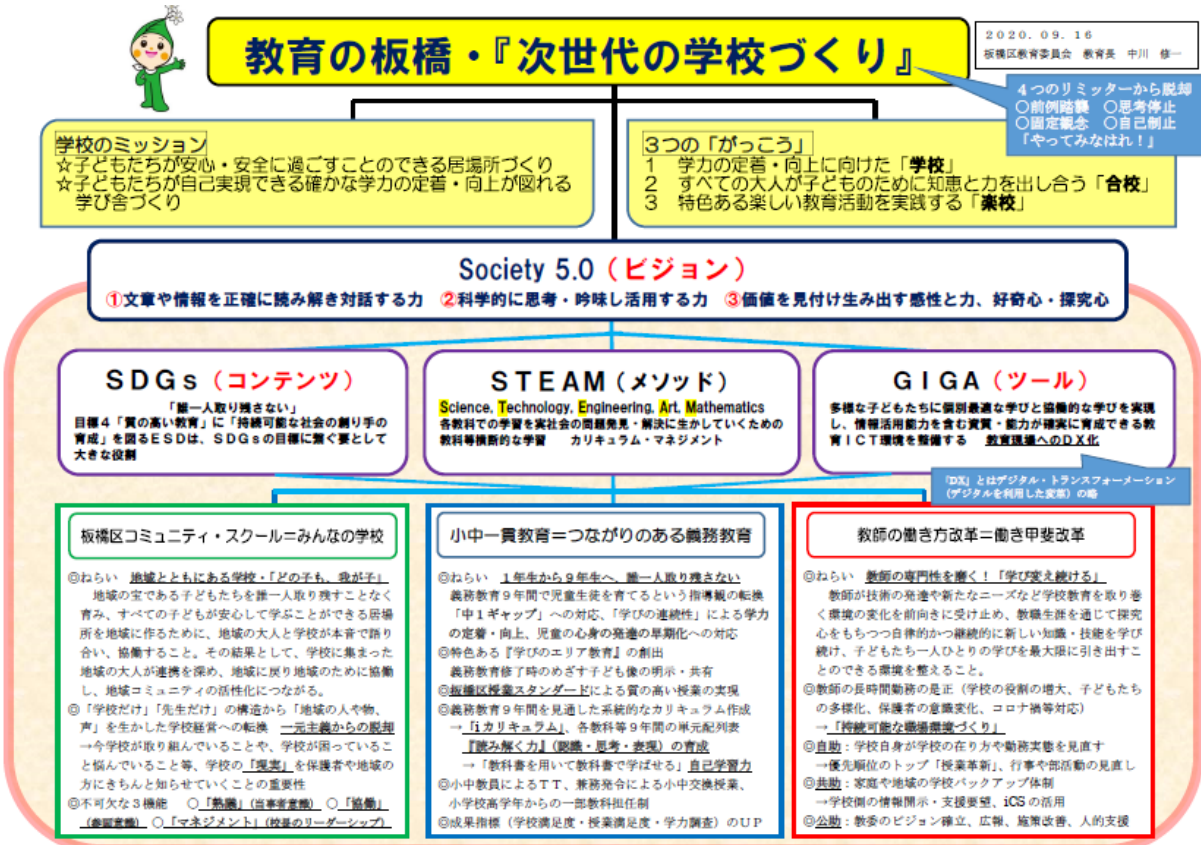 教育の板橋・『次世代の学校づくり』
2020.09.16
板橋区教育委員会 教育長 中川 修一
4つのリミッターから脱却
○前例踏襲 ○思考停止
○固定観念 ○自己制止
「やってみなはれ！」
学校のミッション
☆子どもたちが安心・安全に過ごすことのできる居場所づくり
☆子どもたちが自己実現できる確かな学力の定着・向上が図れる
学び舎づくり
3つの「がっこう」
1 学力の定着・向上に向けた「学校」
2 すべての大人が子どものために知恵と力を出し合う「合校」
3 特色ある楽しい教育活動を実践する「楽校」
Society 5.0（ビジョン）
①文章や情報を正確に読み解き対話する力 ②科学的に思考・吟味し活用する力 ③価値を見付け生み出す感性と力、好奇心・探究心
SDGs（コンテンツ）
「誰一人取り残さない」
目標4「質の高い教育」に「持続可能な社会の創り手の
育成」を図るESDは、SDGsの目標に繋ぐ要として
大きな役割
STEAM（メソッド）
Science, Technology, Engineering, Art, Mathematics
各教科での学習を実社会の問題発見・解決に生かしていくための
教科等横断的な学習 カリキュラム・マネジメント
GIGA（ツール）
多様な子どもたちに個別最適な学びと協働的な学びを実現
し、情報活用能力を含む資質・能力が確実に育成できる教
育ICT環境を整備する 教育現場へのDX化
「DX」とはデジタル・トランスフォーメーション
（デジタルを利用した変革）の略
板橋区コミュニティ・スクール＝みんなの学校
◎ねらい 地域とともにある学校・「どの子も、我が子」
地域の宝である子どもたちを誰一人取り残すことなく
育み、すべての子どもが安心して学ぶことができる居場
所を地域に作るために、地域の大人と学校が本音で語り
合い、協働すること。その結果として、学校に集まった
地域の大人が連携を深め、地域に戻り地域のために協働
し、地域コミュニティの活性化につながる。
◎「学校だけ」「先生だけ」の構造から「地域の人や物、
声」を生かした学校経営への転換 一元主義からの脱却
→今学校が取り組んでいることや、学校が困っているこ
と悩んでいること等、学校の「現実」を保護者や地域の
方にきちんと知らせていくことの重要性
◎不可欠な3機能 ○「熟議」（当事者意識） ○「協働」
（参画意識） ○「マネジメント」（校長のリーダーシップ）
小中一貫教育＝つながりのある義務教育
◎ねらい 1年生から9年生へ、誰一人取り残さない
義務教育9年間で児童生徒を育てるという指導観の転換
「中1ギャップ」への対応、「学びの連続性」による学力
の定着・向上、児童の心身の発達の早期化への対応
◎特色ある『学びのエリア教育』の創出
義務教育修了時のめざす子ども像の明示・共有
◎板橋区授業スタンダードによる質の高い授業の実現
◎義務教育9年間を見通した系統的なカリキュラム作成
→「iカリキュラム」、各教科等9年間の単元配列表
『読み解く力』（認識・思考・表現）の育成
→「教科書を用いて教科書で学ばせる」自己学習力
◎小中教員によるTT、兼務発令による小中交換授業、
小学校高学年からの一部教科担任制
◎成果指標（学校満足度・授業満足度・学力調査）のUP
教師の働き方改革＝働き甲斐改革
◎ねらい 教師の専門性を磨く！「学び変え続ける」
教師が技術の発達や新たなニーズなど学校教育を取り巻
く環境の変化を前向きに受け止め、教職生涯を通じて探究
心をもちつつ自律的かつ継続的に新しい知識・技能を学び
続け、子どもたち一人ひとりの学びを最大限に引き出すこ
とのできる環境を整えること。
◎教師の長時間勤務の是正（学校の役割の増大、子どもたち
の多様化、保護者の意識変化、コロナ禍等対応）
→「持続可能な職場環境づくり」
◎自助：学校自身が学校の在り方や勤務実態を見直す
→優先順位のトップ「授業革新」、行事や部活動の見直し
◎共助：家庭や地域の学校バックアップ体制
→学校側の情報開示・支援要望、iCSの活用
◎公助：教委のビジョン確立、広報、施策改善、人的支援